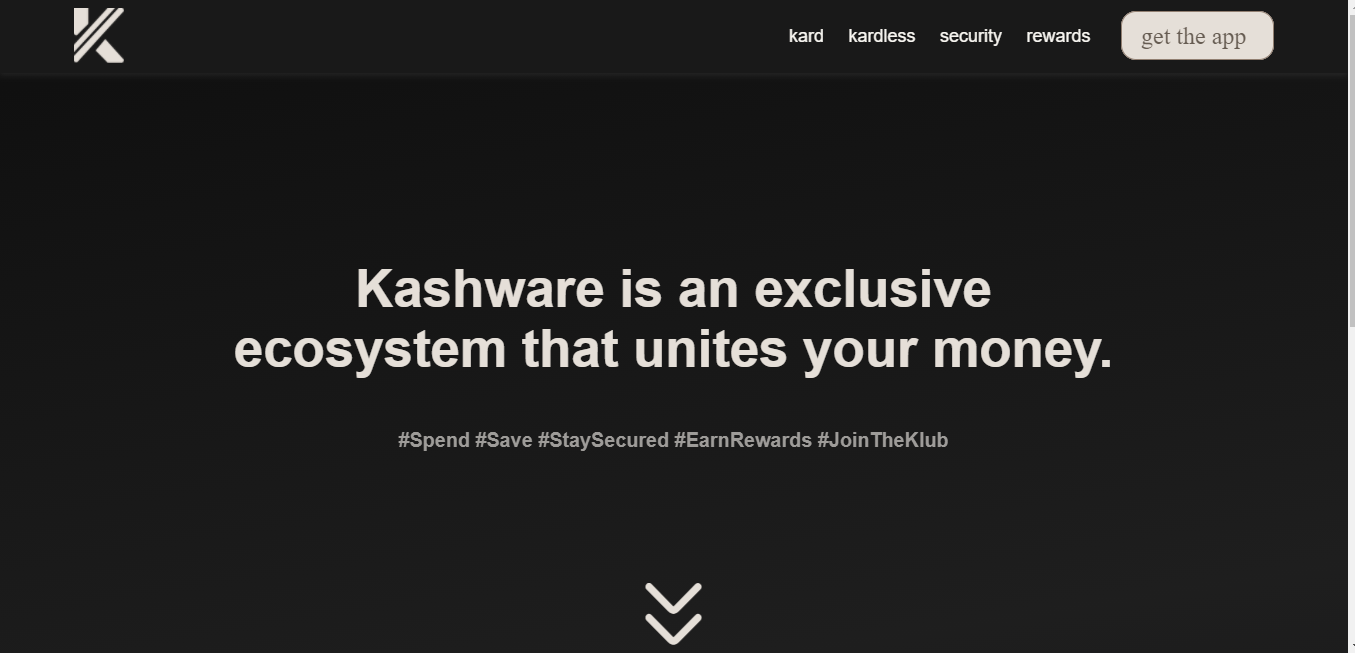 K
kard kardless security rewards get the app
Kashware is an exclusive
ecosystem that unites your money.
#Spend #Save #StaySecured #EarnRewards #JoinTheKlub